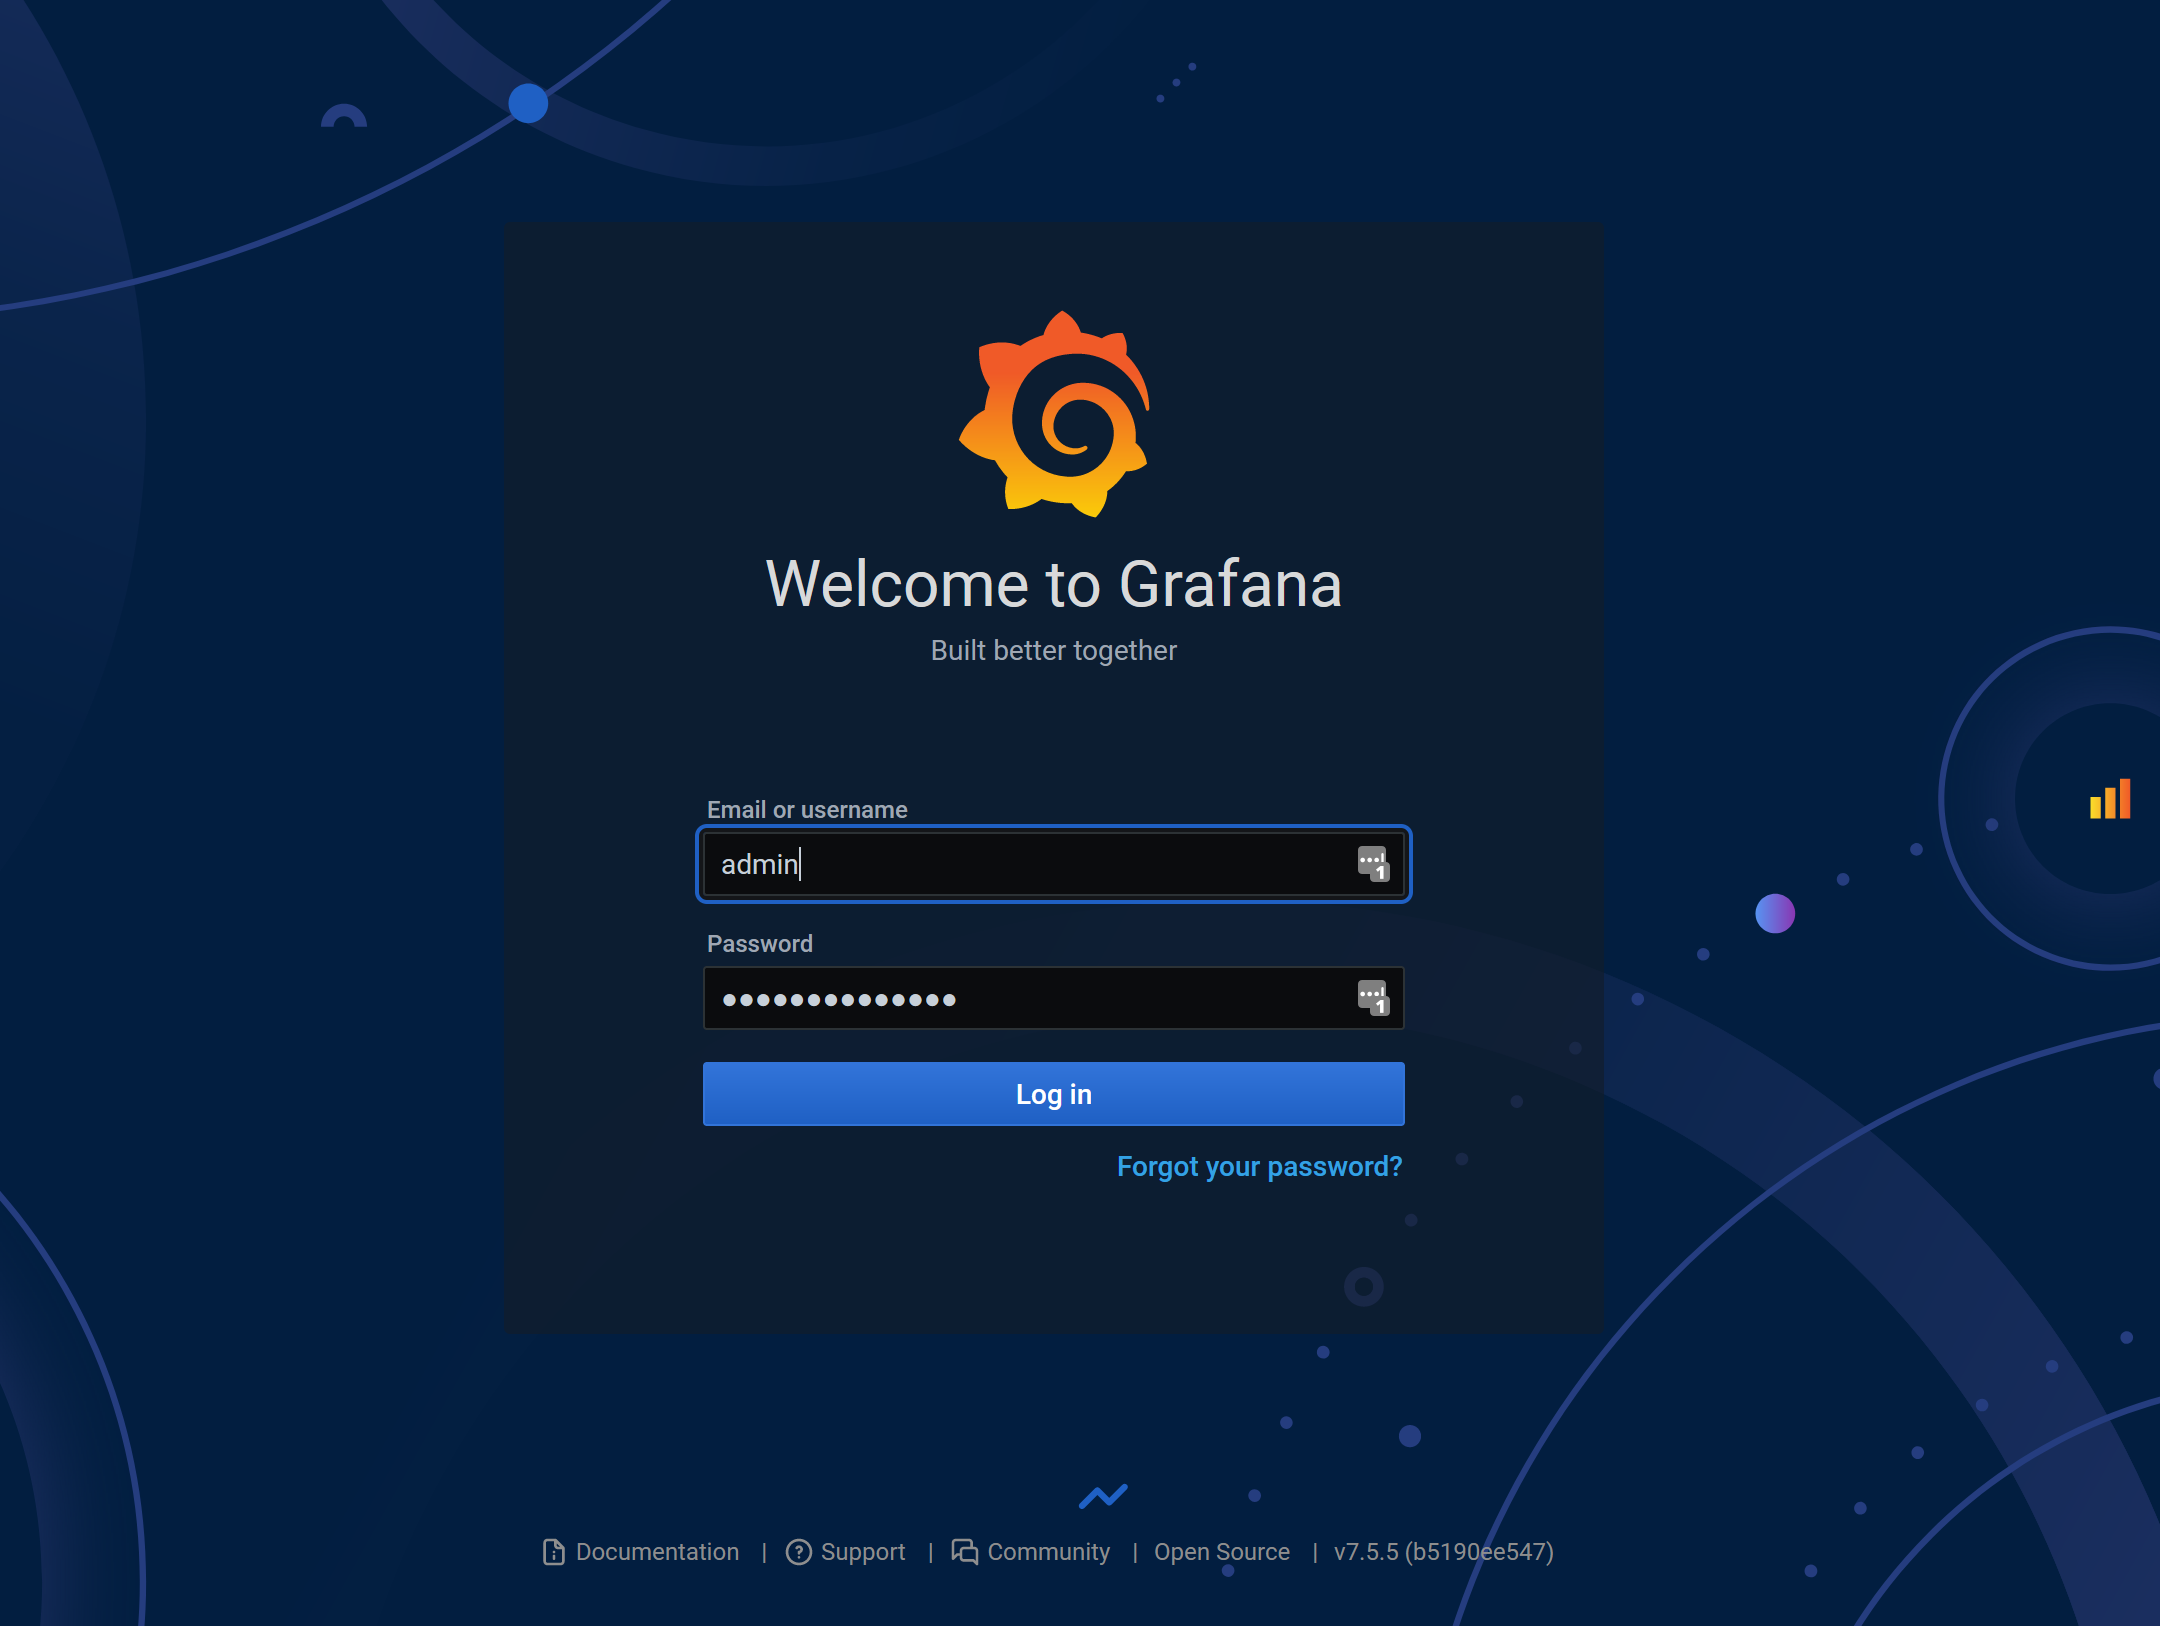 Welcome to Grafana
Built better together
Email or username
admin
Password
••••••••••••••
Log in
Forgot your password?
Documentation | Support | Community | Open Source | v7.5.5 (b5190ee547)